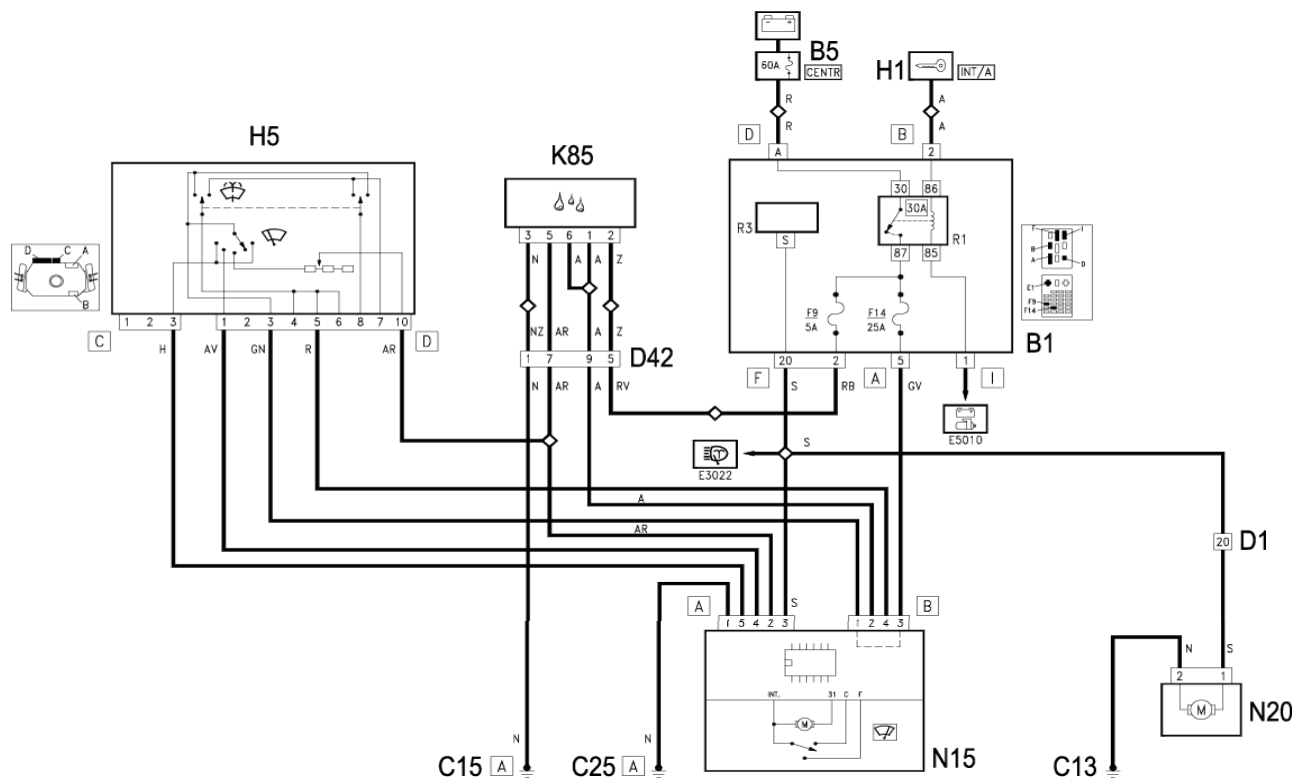 B5
60A
CENTR
H1
INT/A
R
A
R
A
D
B
A
2
H5
K85
30
86
30A
R3
S
R1
87
85
F
I
H
A
D
E1
F9
F14
D
C
A
B
3 5 6 1 2
N
A
A
Z
F9
5A
F14
25A
B1
C
1 2 3
1 3 4 5 6 8 7 10
D
NZ
AR
A
Z
1 7 9 5
D42
20
2
5
1
H
AV
GN
R
AR
N
AR
A
RV
F
S
RB
A
GV
I
E5010
S
E3022
A
AR
20
D1
A
S
B
1 5 4 2 3
1 2 4 3
N
S
2
1
INT.
31
C
F
M
M
N20
N
N
C15
A
C25
A
N15
C13